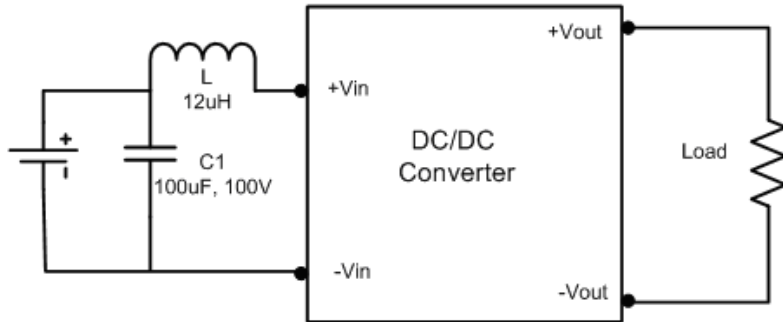 +Vout
L
12uH
+Vin
+
-
C1
100uF, 100V
DC/DC
Converter
Load
-Vin
-Vout